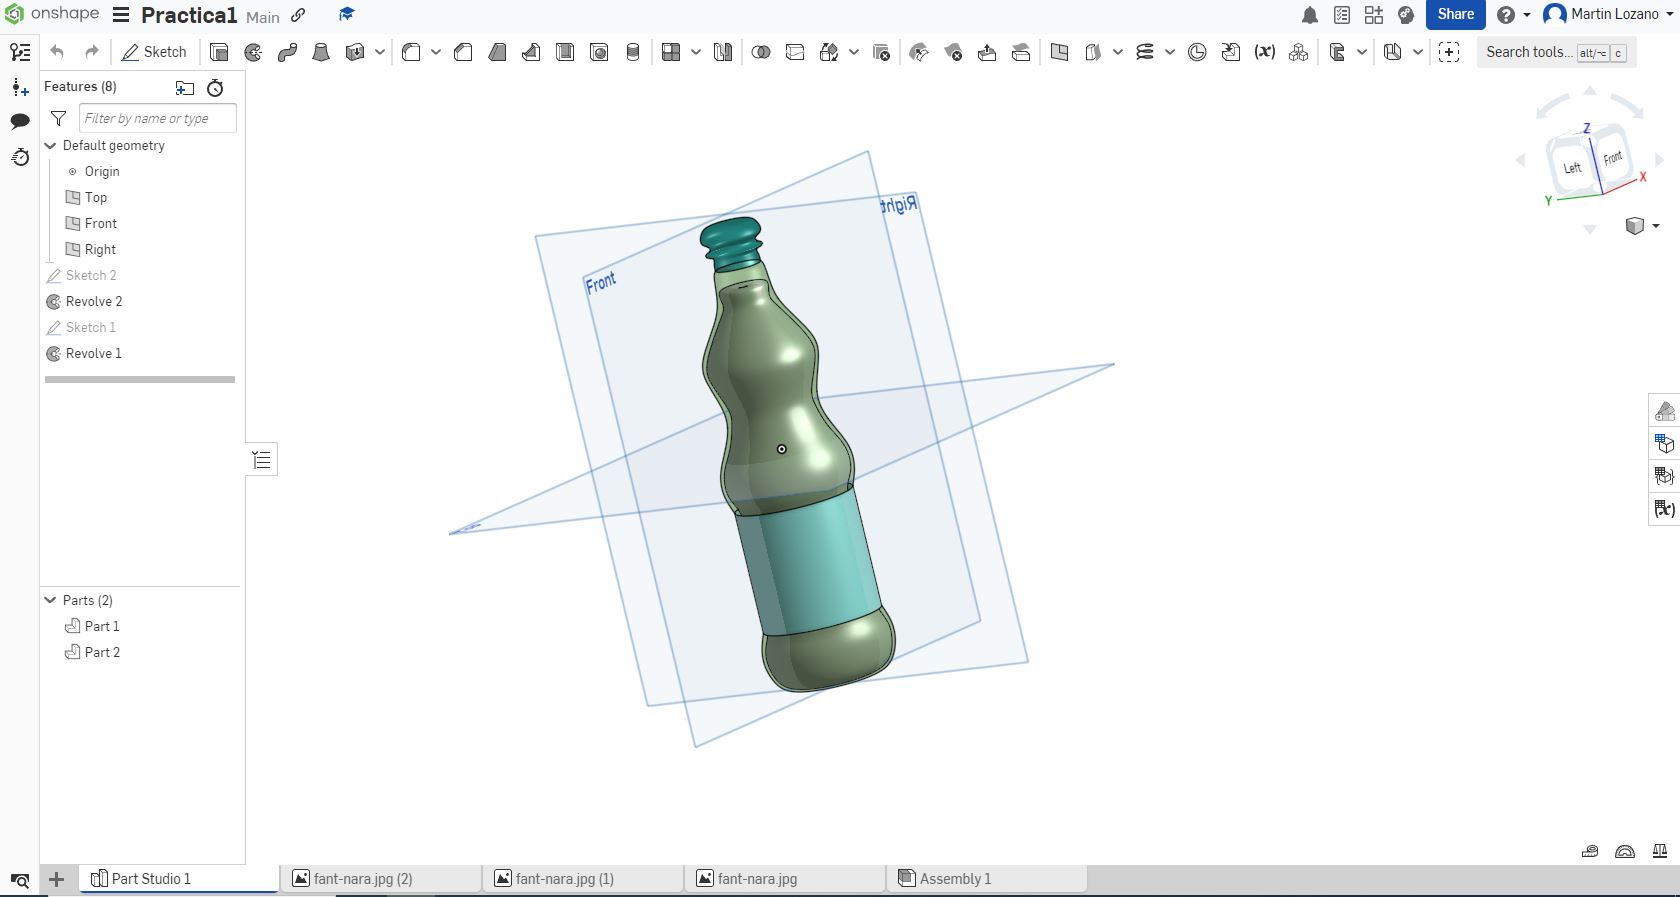 onshape Practica1 Main Share Martin Lozano
Sketch Search tools... alt/⌥ c
Features (8)
Filter by name or type
Default geometry
Origin
Top
Front
Right
Sketch 2
Revolve 2
Sketch 1
Revolve 1
Parts (2)
Part 1
Part 2
Right
Front
Z
Left Front
X
Y
(x)
(x)
Part Studio 1 fant-nara.jpg (2) fant-nara.jpg (1) fant-nara.jpg Assembly 1